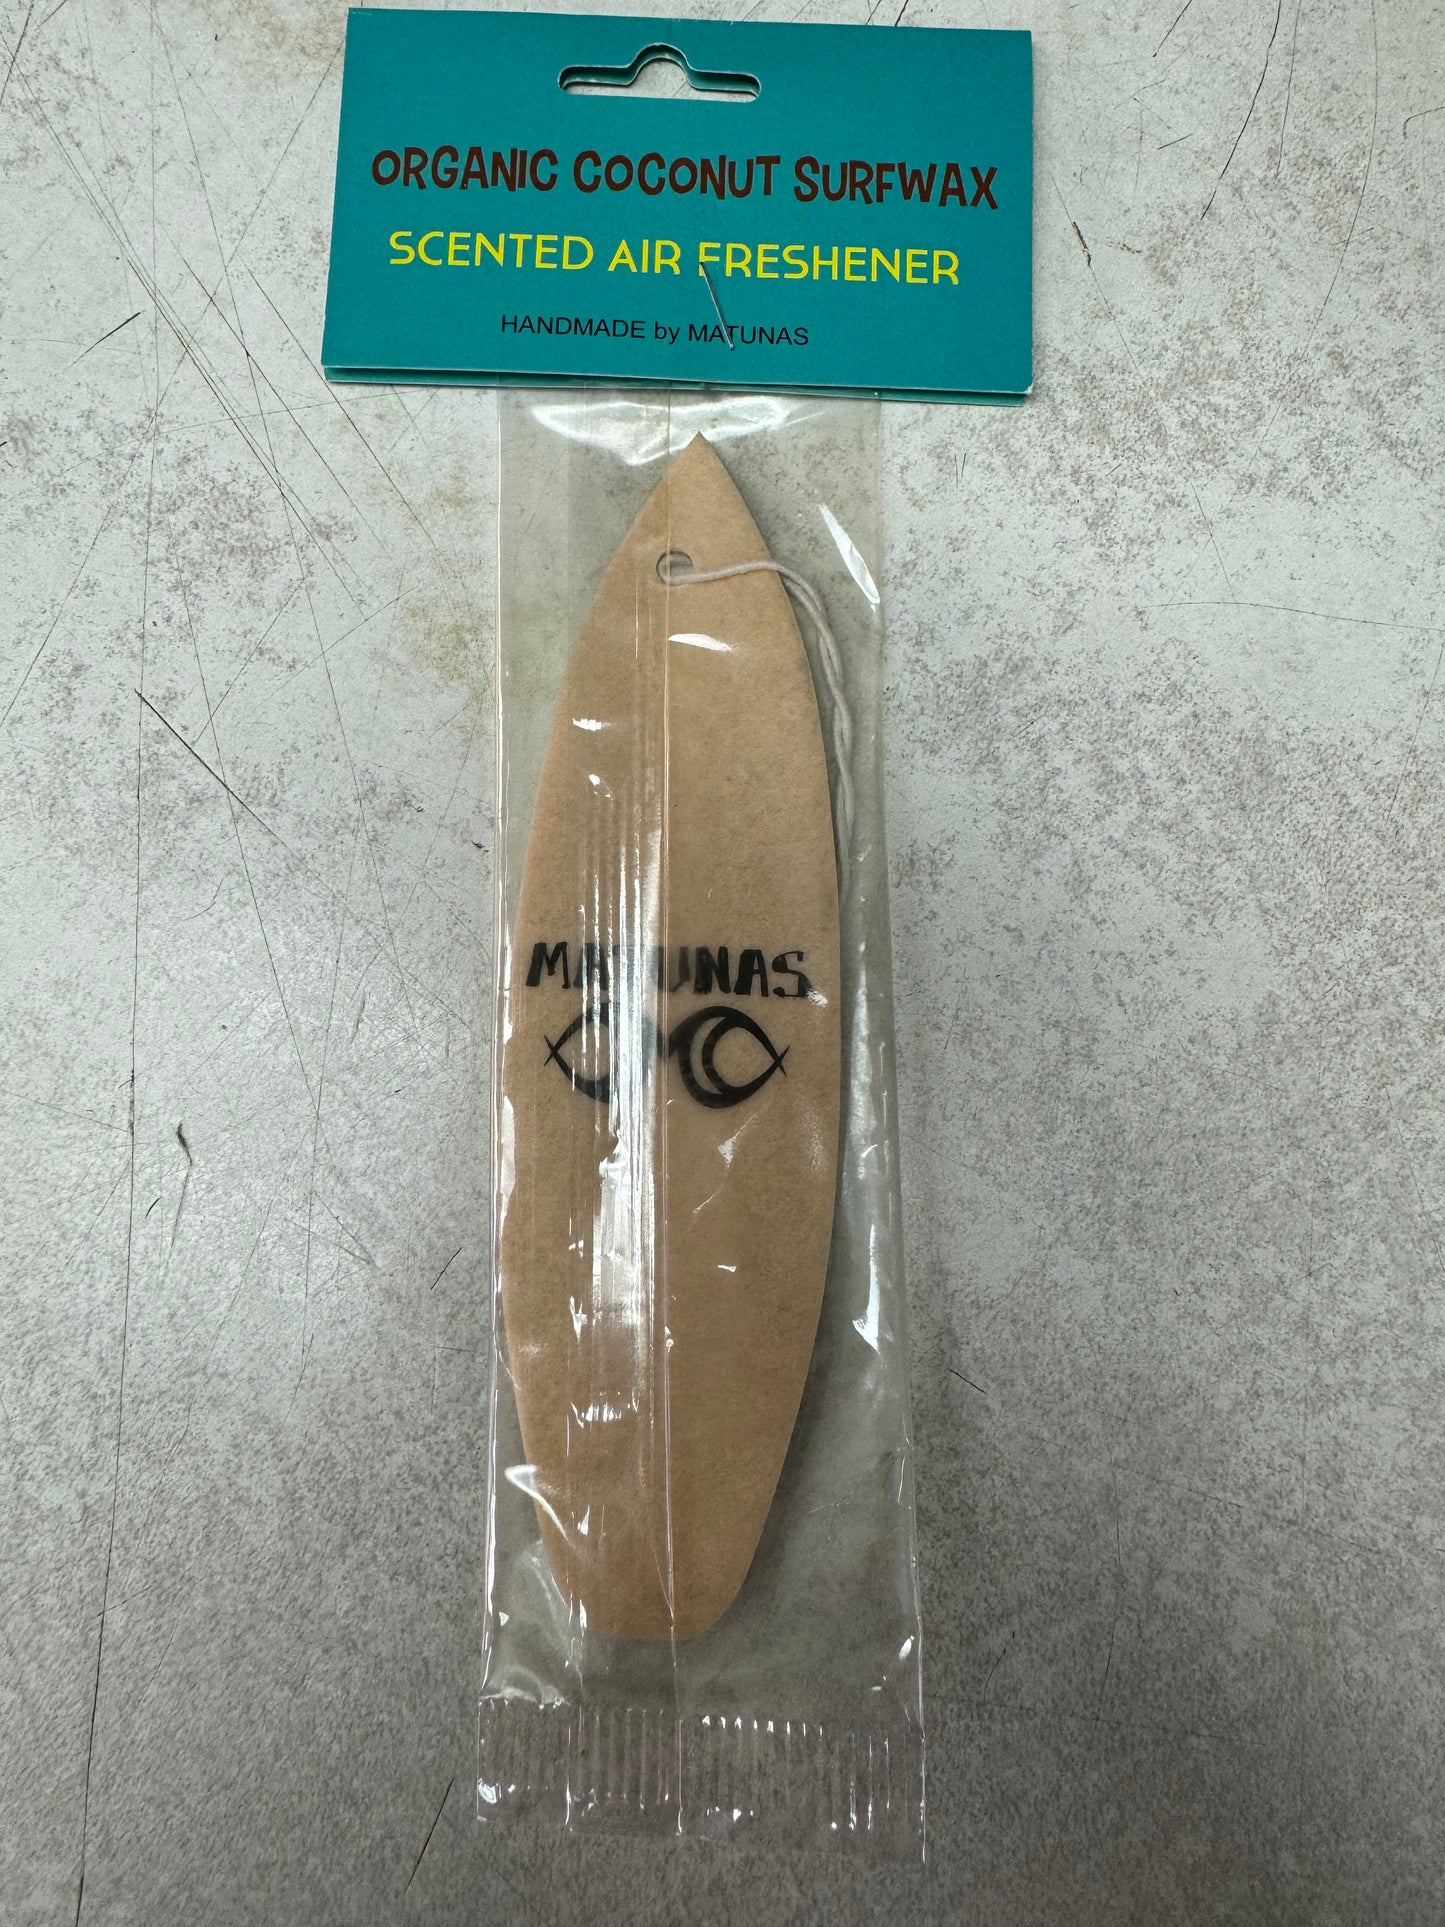 ORGANIC COCONUT SURFWAX
SCENTED AIR FRESHENER
HANDMADE by MATUNAS
MATUNAS